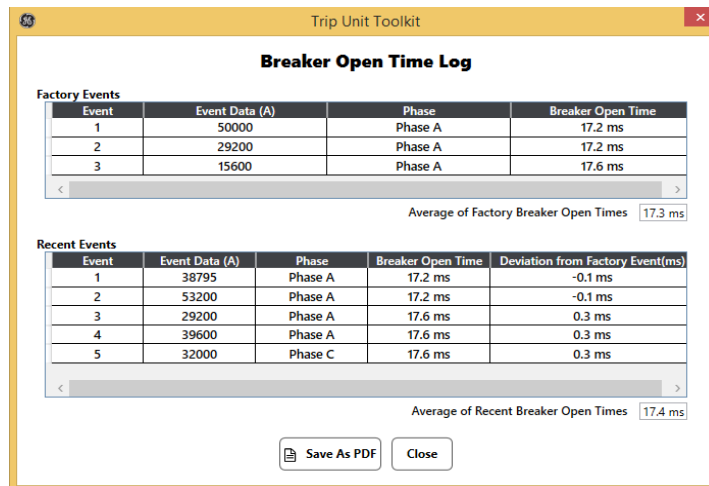 Trip Unit Toolkit
Breaker Open Time Log
Factory Events
Event Event Data (A) Phase Breaker Open Time
1 50000 Phase A 17.2 ms
2 29200 Phase A 17.2 ms
3 15600 Phase A 17.6 ms
Average of Factory Breaker Open Times 17.3 ms
Recent Events
Event Event Data (A) Phase Breaker Open Time Deviation from Factory Event(ms)
1 38795 Phase A 17.2 ms -0.1 ms
2 53200 Phase A 17.2 ms -0.1 ms
3 29200 Phase A 17.6 ms 0.3 ms
4 39600 Phase A 17.6 ms 0.3 ms
5 32000 Phase C 17.6 ms 0.3 ms
Average of Recent Breaker Open Times 17.4 ms
Save As PDF Close